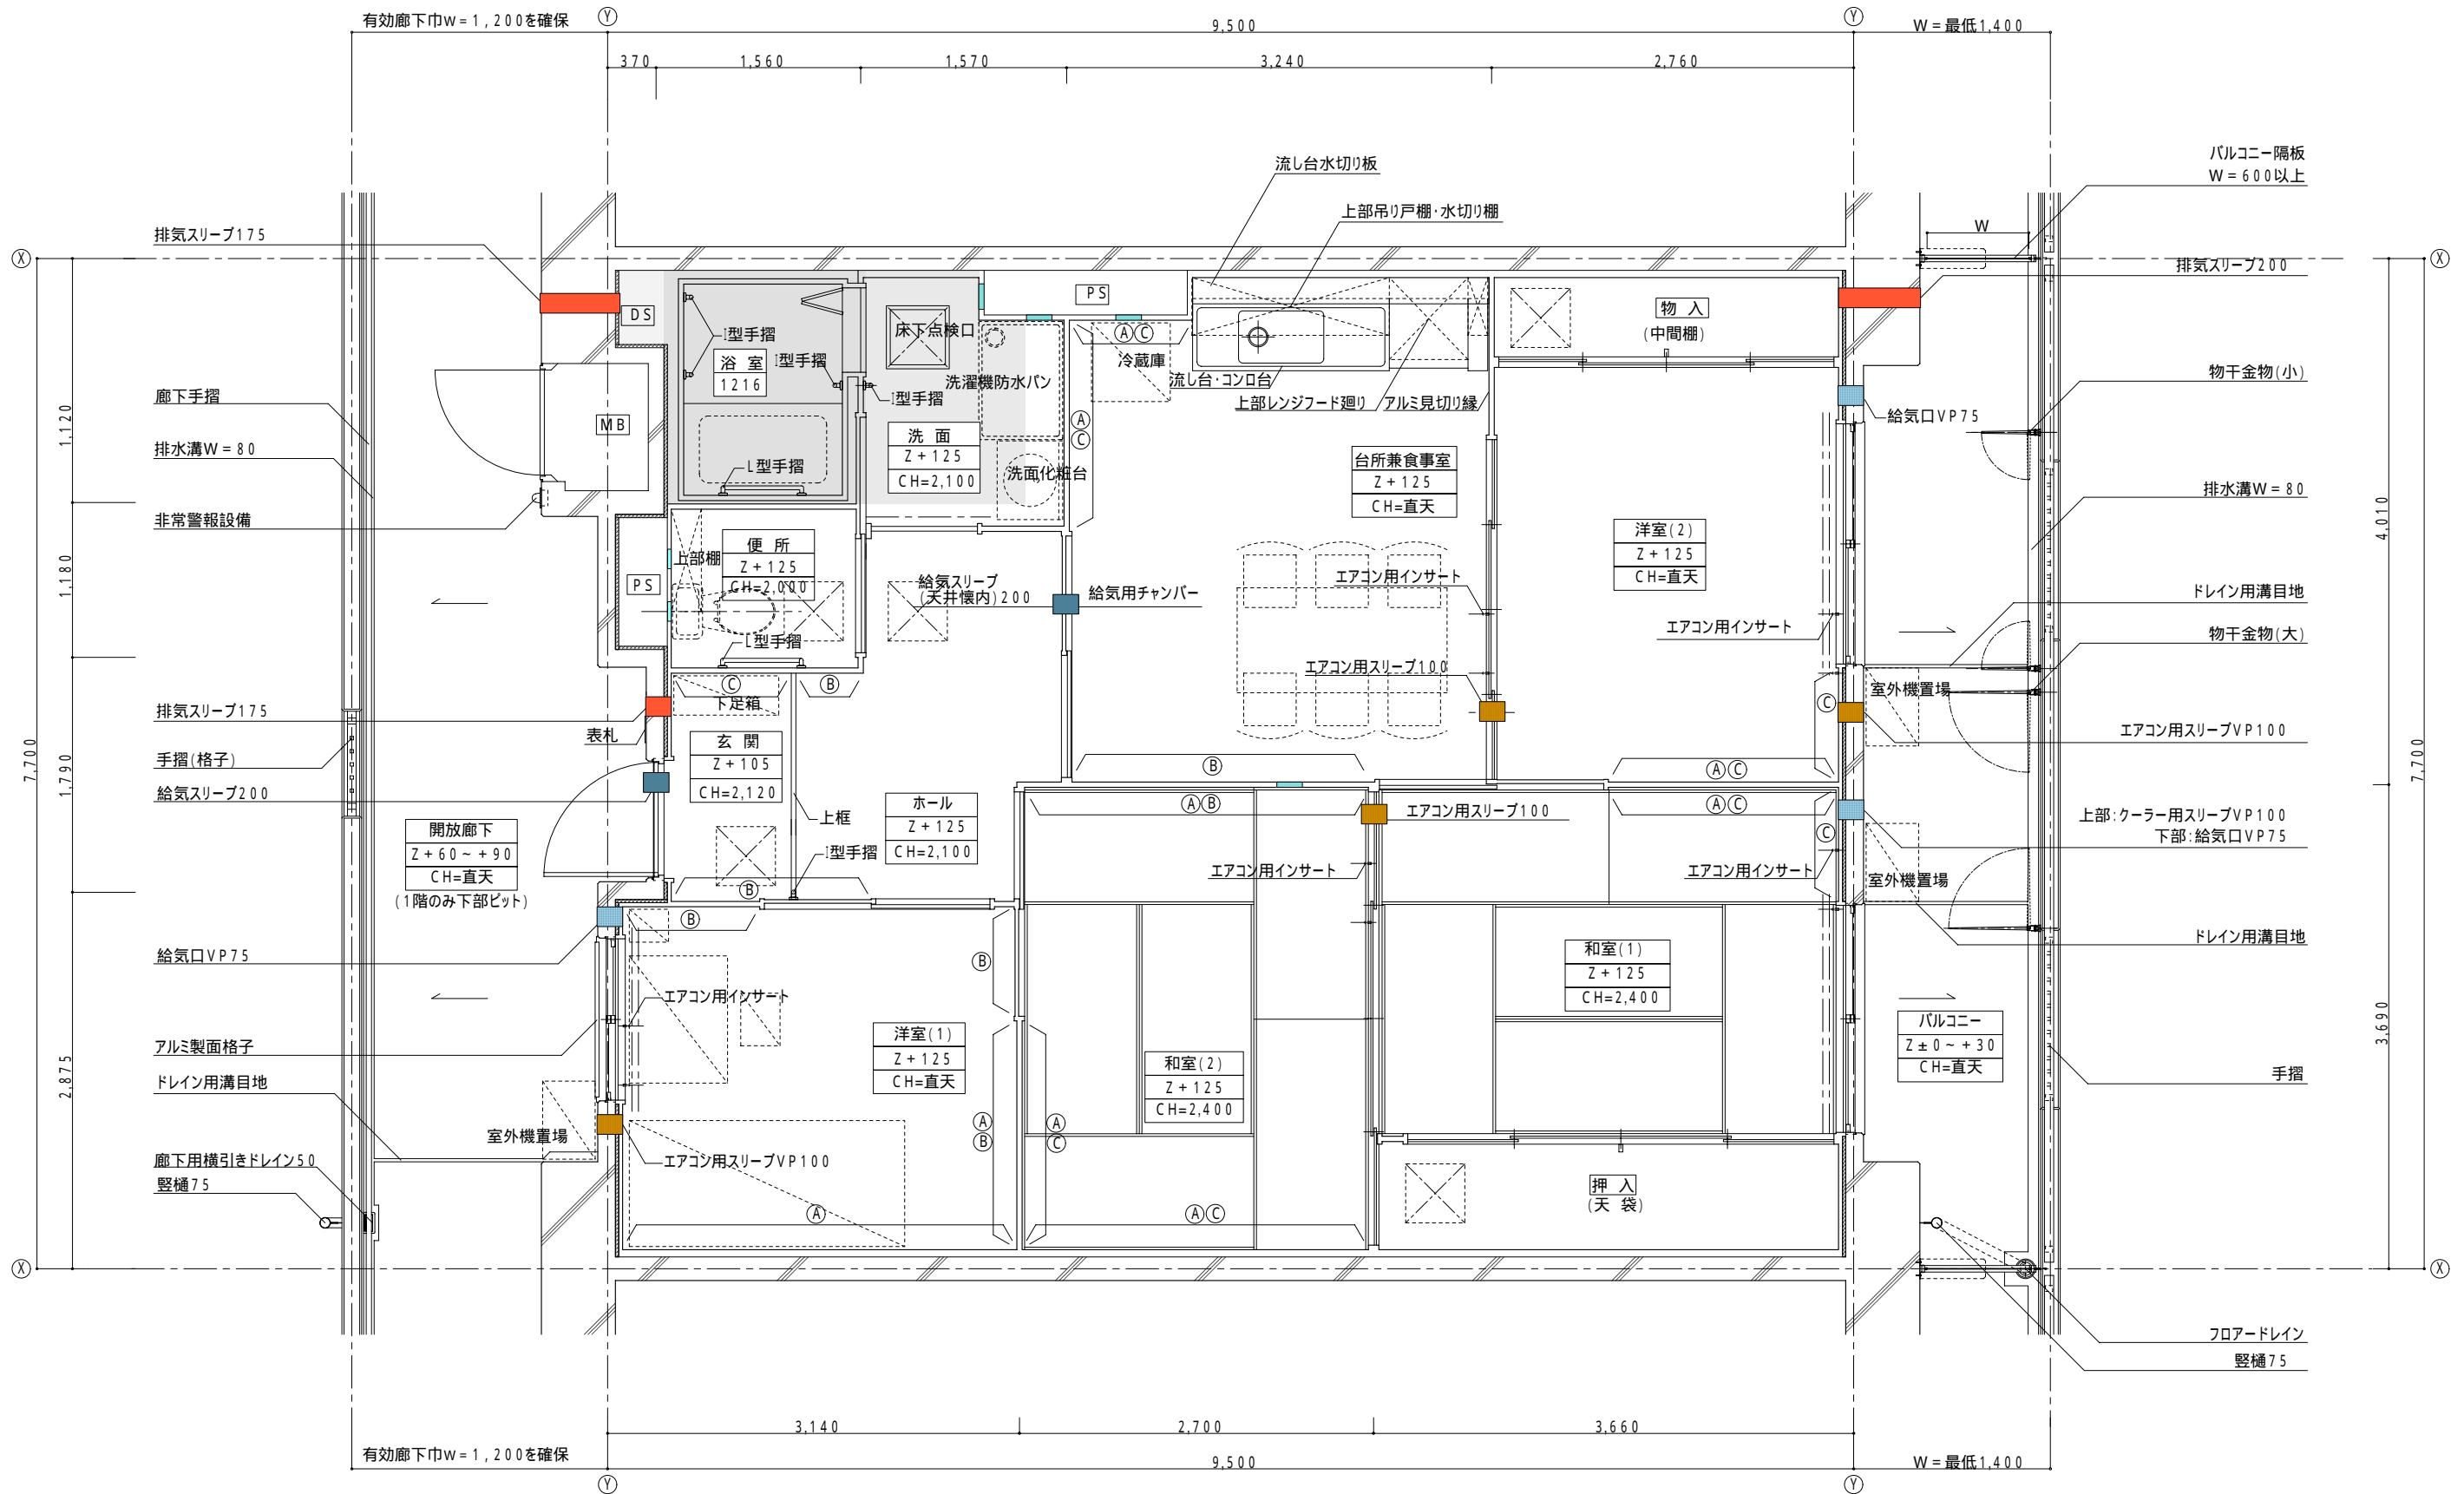 有効廊下巾w=1,200を確保
Ⓨ
9,500
Ⓨ
W=最低1,400
370
1,560
1,570
3,240
2,760
バルコニー隔板
W=600以上
流し台水切り板
上部吊り戸棚・水切り棚
排気スリーブ175
W
Ⓧ
Ⓧ
排気スリーブ200
PS
DS
物 入
(中間棚)
床下点検口
I型手摺
ⒶⒸ
冷蔵庫
浴 室
1216
I型手摺
I型手摺
洗濯機防水パン
流し台・コンロ台
上部レンジフード廻り
アルミ見切り縁
物干金物(小)
給気口VP75
廊下手摺
MB
Ⓐ
Ⓒ
洗 面
Z+125
CH=2,100
1,120
排水溝W=80
L型手摺
洗面化粧台
台所兼食事室
Z+125
CH=直天
排水溝W=80
4,010
非常警報設備
洋室(2)
Z+125
CH=直天
便 所
Z+125
CH=2,000
上部棚
1,180
PS
給気スリーブ
(天井懐内)200
給気用チャンバー
エアコン用インサート
エアコン用インサート
ドレイン用溝目地
物干金物(大)
L型手摺
エアコン用スリーブ100
Ⓒ
Ⓑ
下足箱
室外機置場
Ⓒ
排気スリーブ175
表札
エアコン用スリーブVP100
玄 関
Z+105
CH=2,120
7,700
1,790
手摺(格子)
Ⓑ
ⒶⒸ
7,700
給気スリーブ200
ホール
Z+125
CH=2,100
上框
ⒶⒷ
エアコン用スリーブ100
ⒶⒸ
上部:クーラー用スリーブVP100
下部:給気口VP75
開放廊下
Z+60~+90
CH=直天
(1階のみ下部ピット)
I型手摺
Ⓒ
エアコン用インサート
エアコン用インサート
室外機置場
Ⓑ
Ⓑ
給気口VP75
Ⓑ
和室(1)
Z+125
CH=2,400
ドレイン用溝目地
エアコン用インサート
洋室(1)
Z+125
CH=直天
バルコニー
Z±0~+30
CH=直天
3,690
アルミ製面格子
2,875
和室(2)
Z+125
CH=2,400
手摺
ドレイン用溝目地
Ⓐ
Ⓑ
Ⓐ
Ⓒ
室外機置場
廊下用横引きドレイン50
エアコン用スリーブVP100
竪樋75
押 入
(天 袋)
Ⓐ
ⒶⒸ
Ⓧ
Ⓧ
フロアードレイン
竪樋75
3,140
2,700
3,660
有効廊下巾w=1,200を確保
9,500
W=最低1,400
Ⓨ
Ⓨ